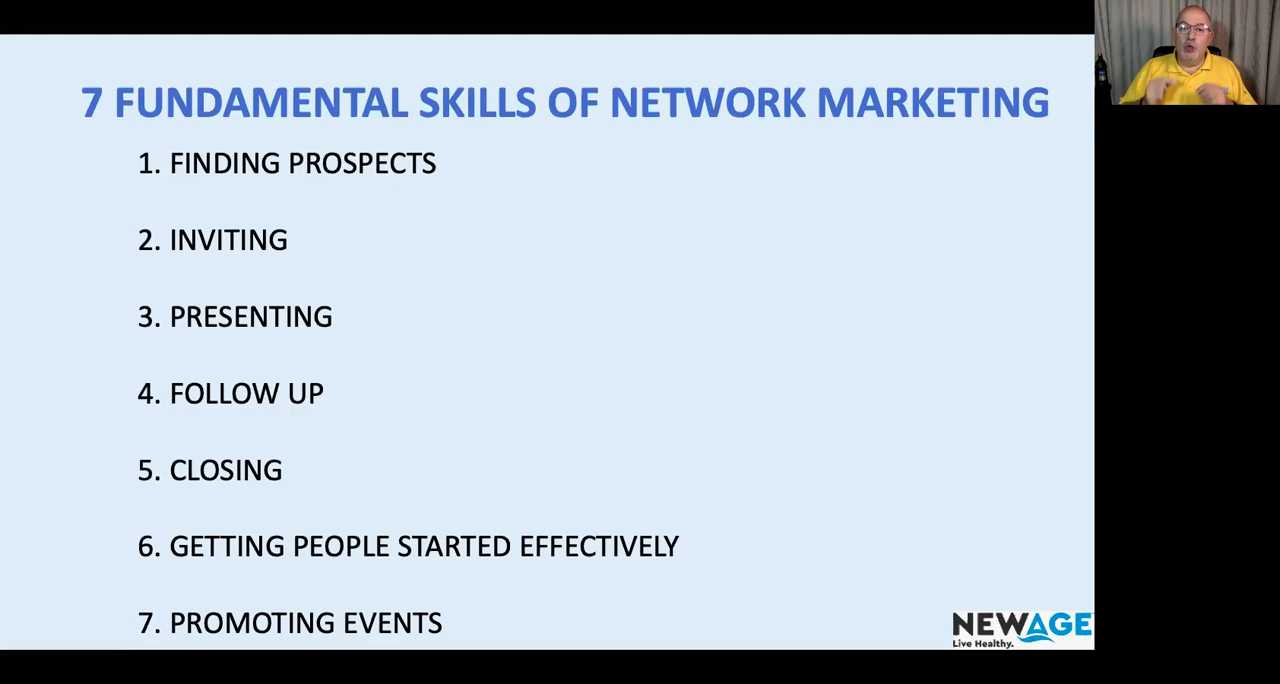 7 FUNDAMENTAL SKILLS OF NETWORK MARKETING
1. FINDING PROSPECTS
2. INVITING
3. PRESENTING
4. FOLLOW UP
5. CLOSING
6. GETTING PEOPLE STARTED EFFECTIVELY
7. PROMOTING EVENTS
NEWAGE
Live Healthy.